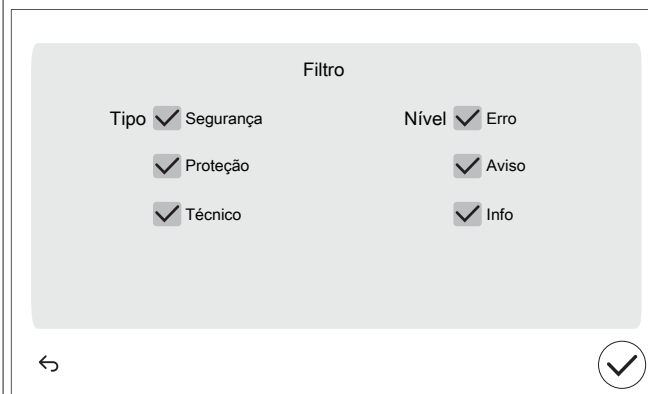 Filtro
Tipo Segurança Nível Erro
Proteção Aviso
Técnico Info